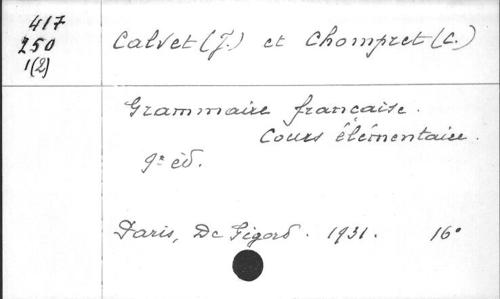 417
250
1(2)
Calvet (J.) et Chompret (C.)
Grammaire française.
Cours élémentaire.
9e éd.
Paris, De Gigord. 1931. 16°